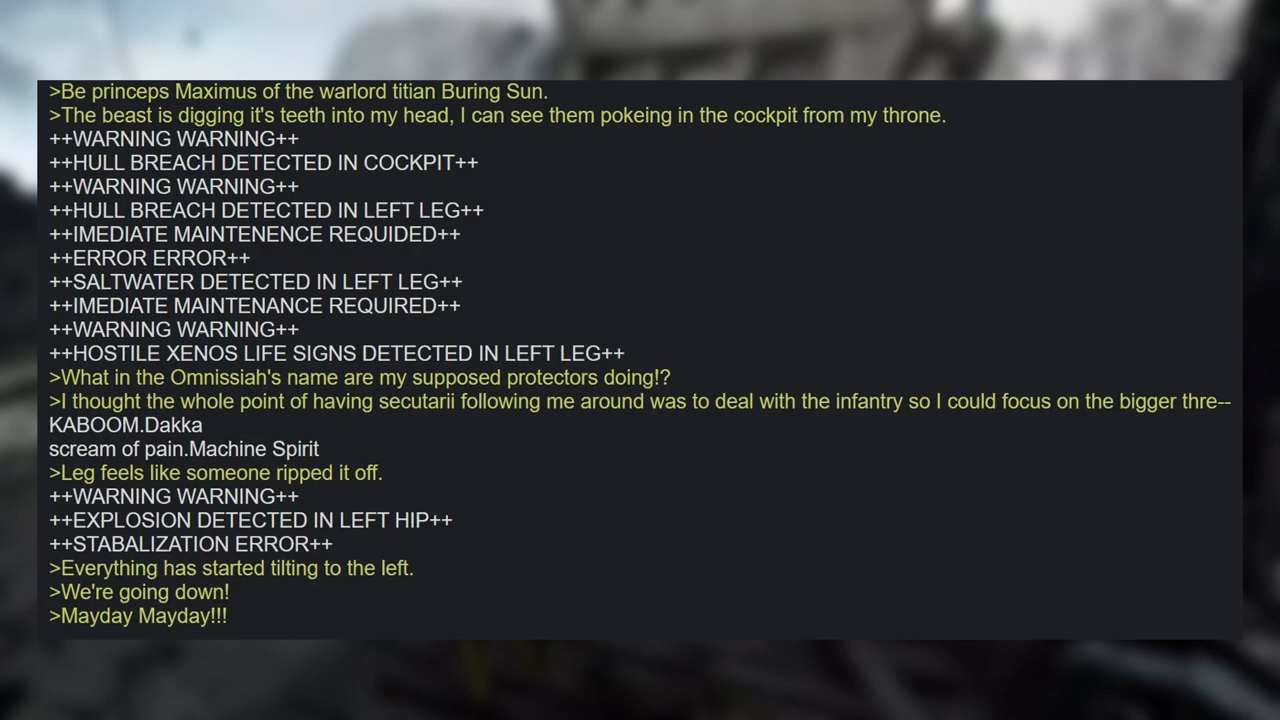 >Be princeps Maximus of the warlord titian Buring Sun.
>The beast is digging it's teeth into my head, I can see them pokeing in the cockpit from my throne.
++WARNING WARNING++
++HULL BREACH DETECTED IN COCKPIT++
++WARNING WARNING++
++HULL BREACH DETECTED IN LEFT LEG++
++IMEDIATE MAINTENENCE REQUIDED++
++ERROR ERROR++
++SALTWATER DETECTED IN LEFT LEG++
++IMEDIATE MAINTENANCE REQUIRED++
++WARNING WARNING++
++HOSTILE XENOS LIFE SIGNS DETECTED IN LEFT LEG++
>What in the Omnissiah's name are my supposed protectors doing!?
>I thought the whole point of having secutarii following me around was to deal with the infantry so I could focus on the bigger thre--
KABOOM.Dakka
scream of pain.Machine Spirit
>Leg feels like someone ripped it off.
++WARNING WARNING++
++EXPLOSION DETECTED IN LEFT HIP++
++STABALIZATION ERROR++
>Everything has started tilting to the left.
>We're going down!
>Mayday Mayday!!!